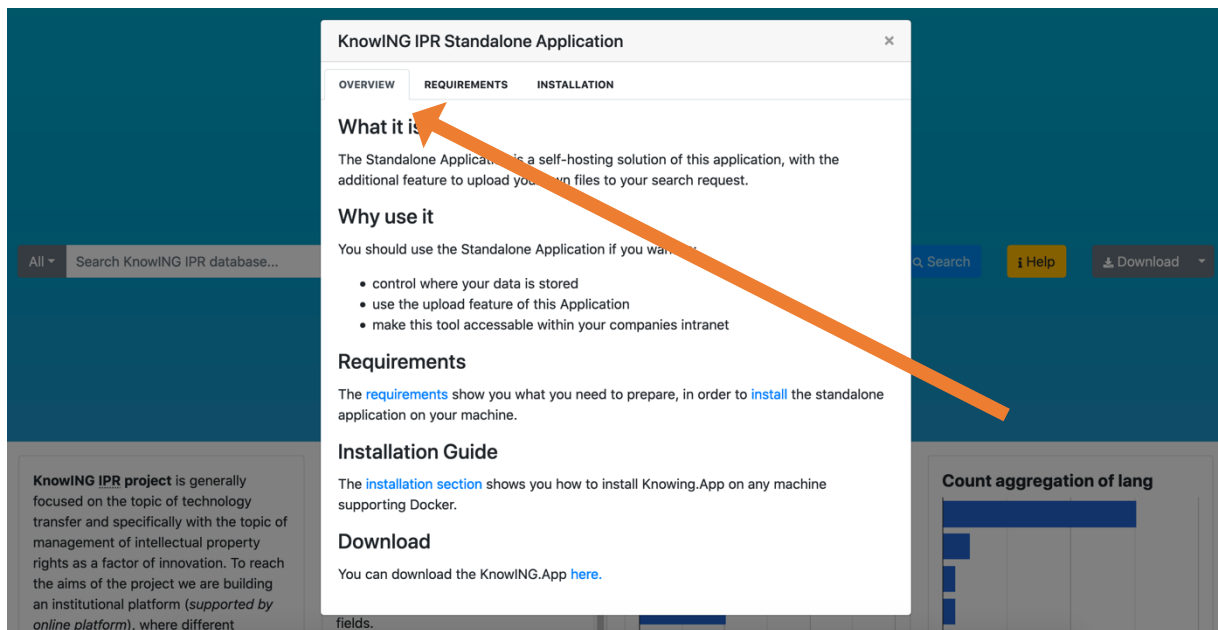 KnowING IPR Standalone Application ×
OVERVIEW REQUIREMENTS INSTALLATION
What it is
The Standalone Application is a self-hosting solution of this application, with the
additional feature to upload your own files to your search request.
Why use it
You should use the Standalone Application if you want
control where your data is stored
use the upload feature of this Application
make this tool accessable within your companies intranet
Requirements
The requirements show you what you need to prepare, in order to install the standalone
application on your machine.
Installation Guide
The installation section shows you how to install Knowing.App on any machine
supporting Docker.
Download
You can download the KnowING.App here.
All Search KnowING IPR database...
Search
i Help
Download
KnowING IPR project is generally
focused on the topic of technology
transfer and specifically with the topic of
management of intellectual property
rights as a factor of innovation. To reach
the aims of the project we are building
an institutional platform (supported by
online platform), where different
fields.
Count aggregation of lang